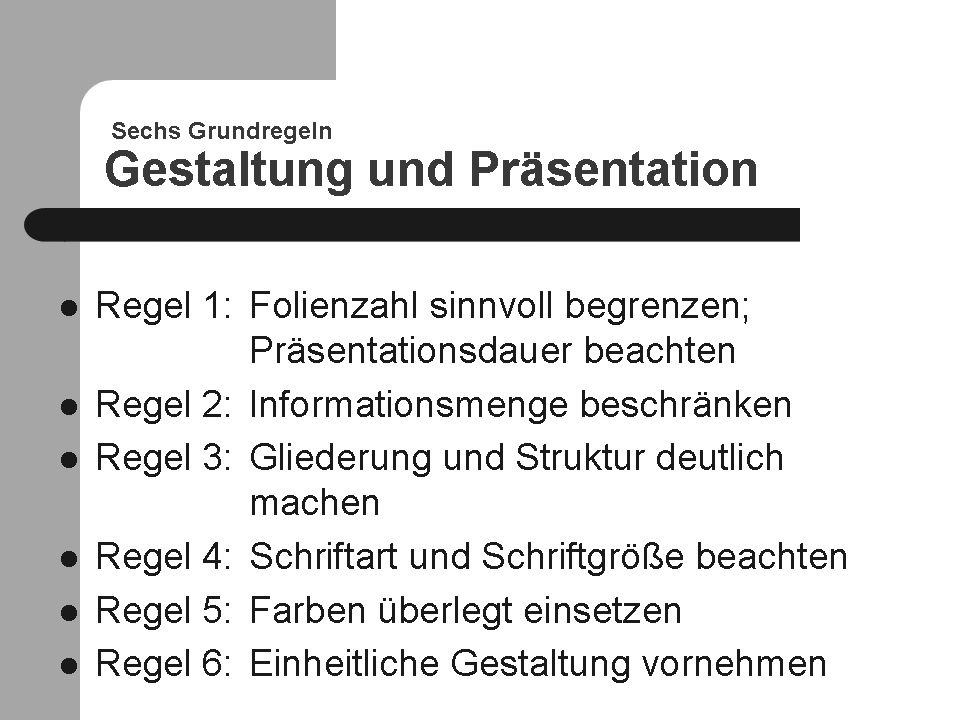 Sechs Grundregeln
Gestaltung und Präsentation
Regel 1: Folienzahl sinnvoll begrenzen;
Präsentationsdauer beachten
Regel 2: Informationsmenge beschränken
Regel 3: Gliederung und Struktur deutlich
machen
Regel 4: Schriftart und Schriftgröße beachten
Regel 5: Farben überlegt einsetzen
Regel 6: Einheitliche Gestaltung vornehmen